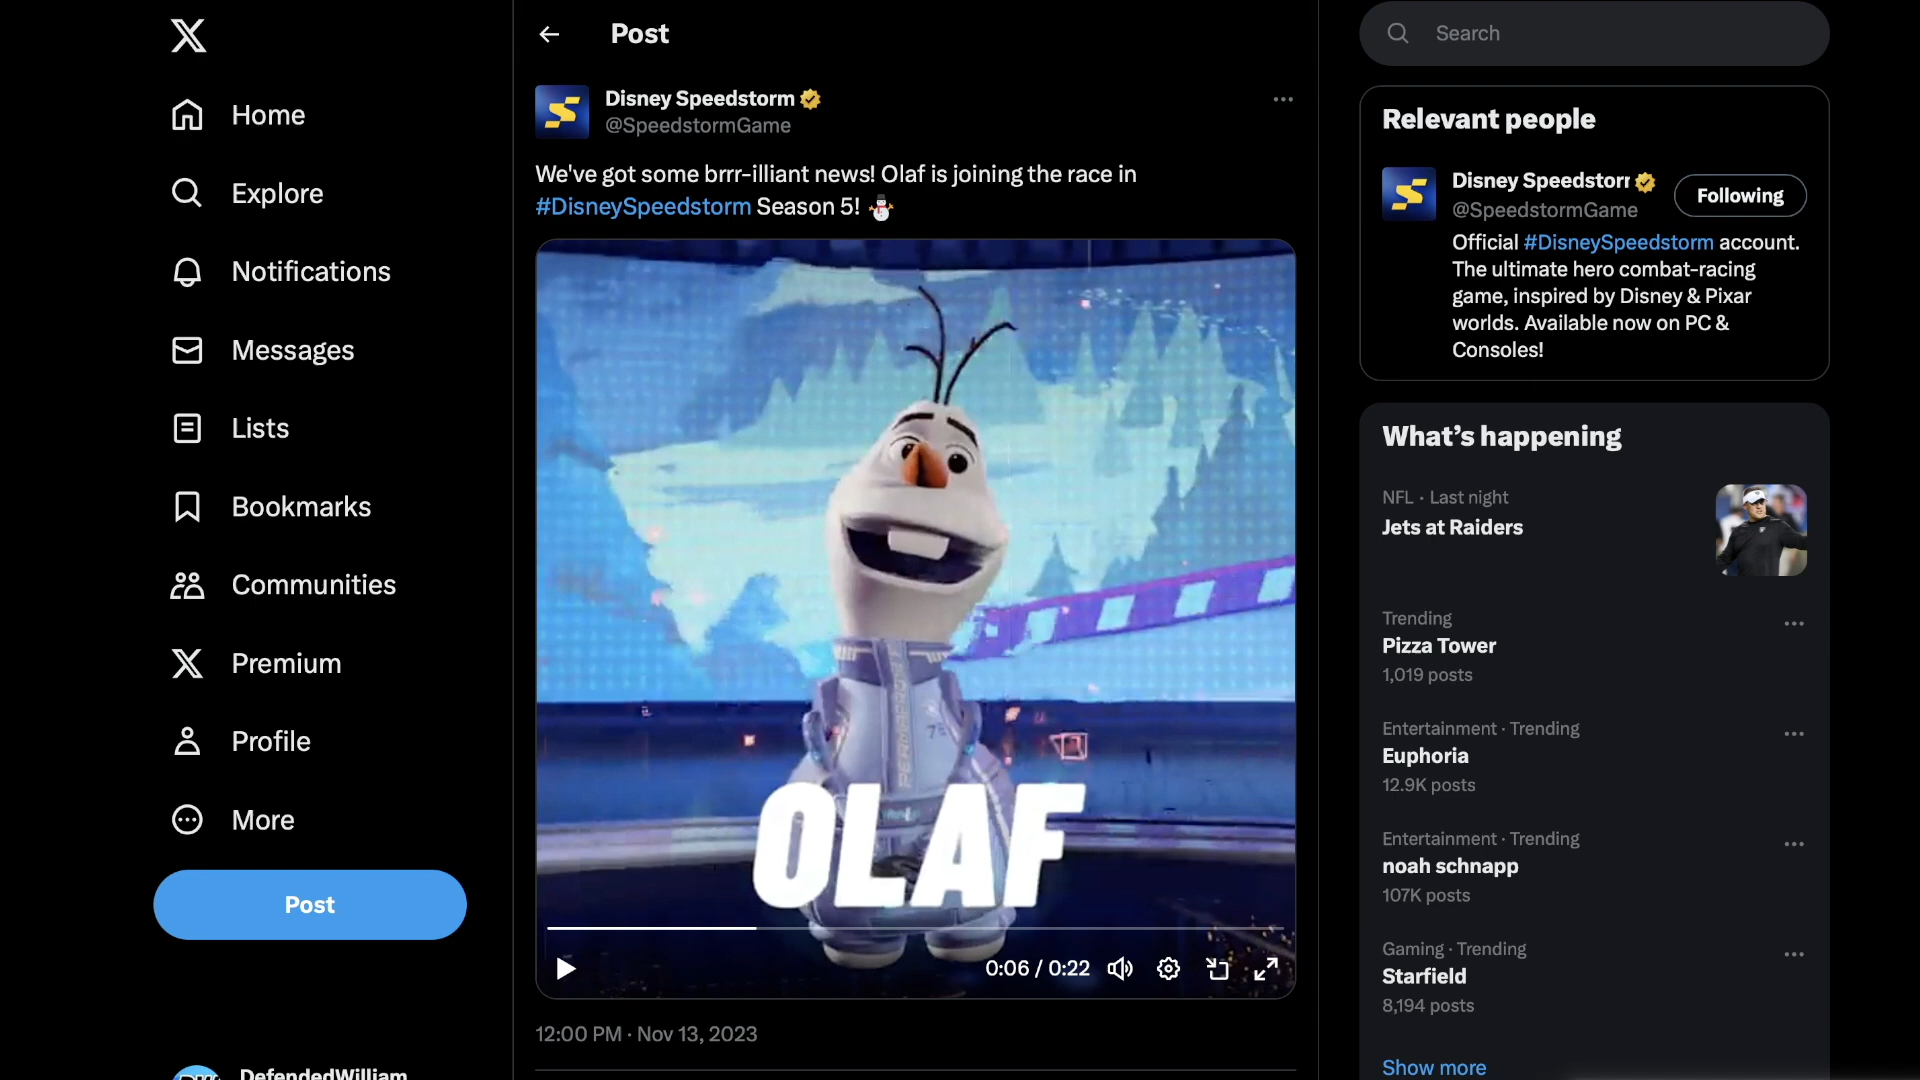 Home
Explore
Notifications
Messages
Lists
Bookmarks
Communities
Premium
Profile
More
Post
DefendedWilliam
Post
Disney Speedstorm
@SpeedstormGame
We've got some brrr-illiant news! Olaf is joining the race in
#DisneySpeedstorm Season 5! ⛄
OLAF
0:06 / 0:22
12:00 PM · Nov 13, 2023
Search
Relevant people
Disney Speedstorr
@SpeedstormGame
Following
Official #DisneySpeedstorm account.
The ultimate hero combat-racing
game, inspired by Disney & Pixar
worlds. Available now on PC &
Consoles!
What's happening
NFL · Last night
Jets at Raiders
Trending
Pizza Tower
1,019 posts
Entertainment · Trending
Euphoria
12.9K posts
Entertainment · Trending
noah schnapp
107K posts
Gaming · Trending
Starfield
8,194 posts
Show more